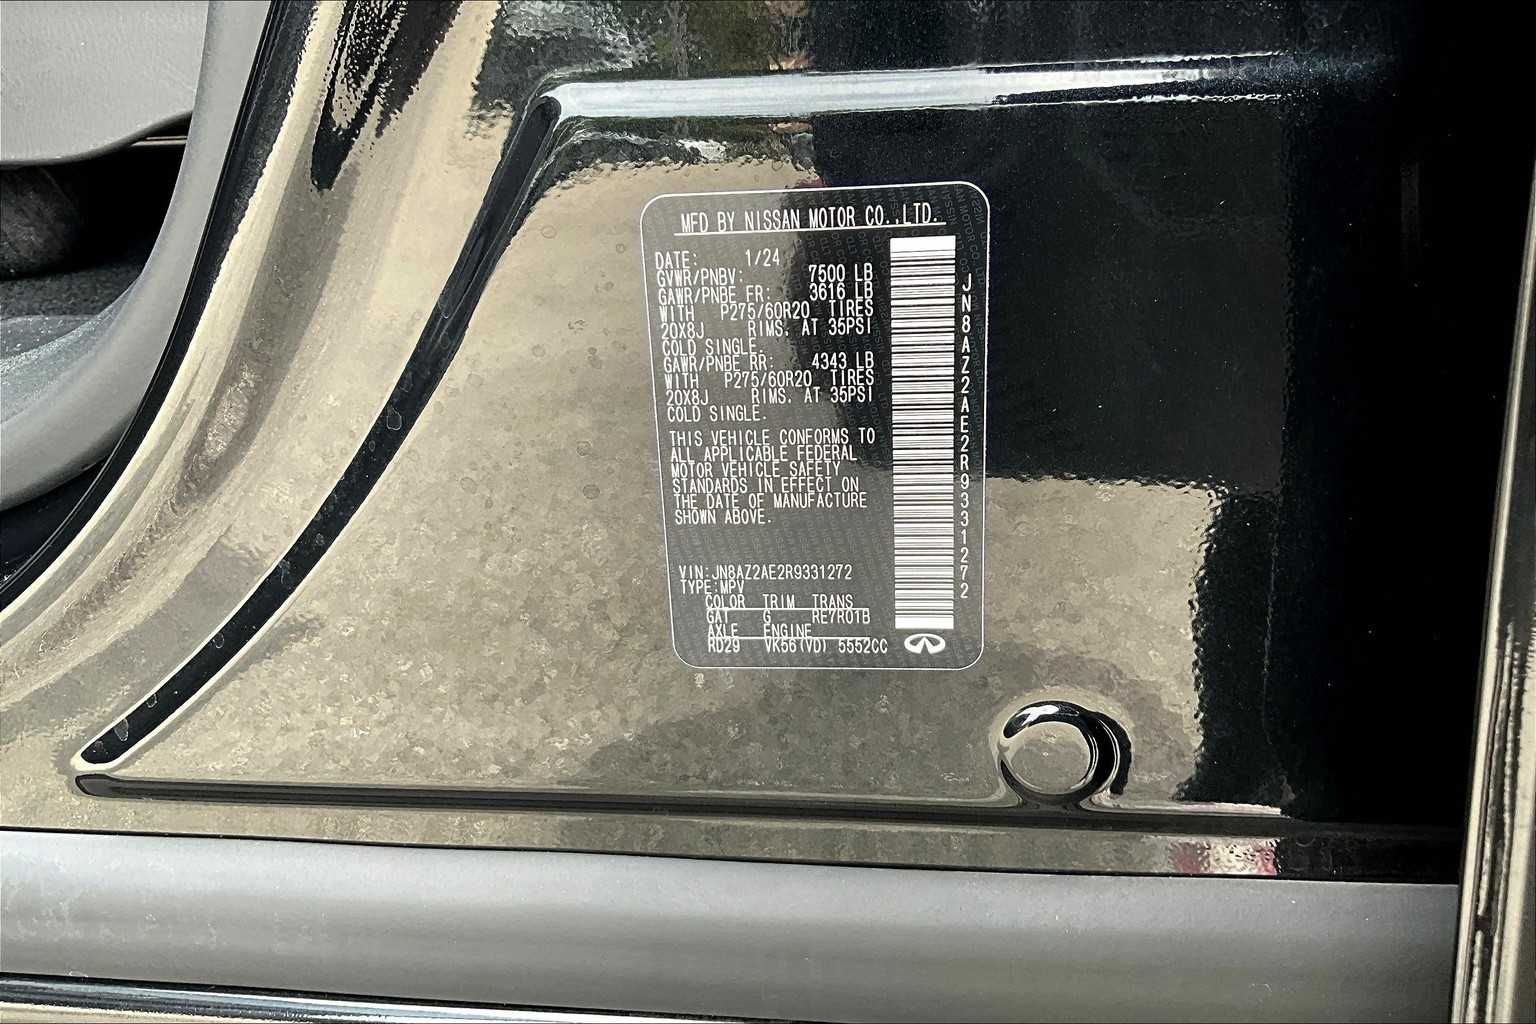 MFD BY NISSAN MOTOR CO.,LTD.
DATE: 1/24
GVWR/PNBV: 7500 LB
GAWR/PNBE FR: 3616 LB
WITH P275/60R20 TIRES
20X8J RIMS, AT 35PSI
COLD SINGLE.
GAWR/PNBE RR: 4343 LB
WITH P275/60R20 TIRES
20X8J RIMS, AT 35PSI
COLD SINGLE.
THIS VEHICLE CONFORMS TO
ALL APPLICABLE FEDERAL
MOTOR VEHICLE SAFETY
STANDARDS IN EFFECT ON
THE DATE OF MANUFACTURE
SHOWN ABOVE.
VIN:JN8AZ2AE2R9331272
TYPE:MPV
COLOR TRIM TRANS
GAT G RE7R01B
AXLE ENGINE
RD29 VK56(VD) 5552CC
JN8AZ2AE2R9331272